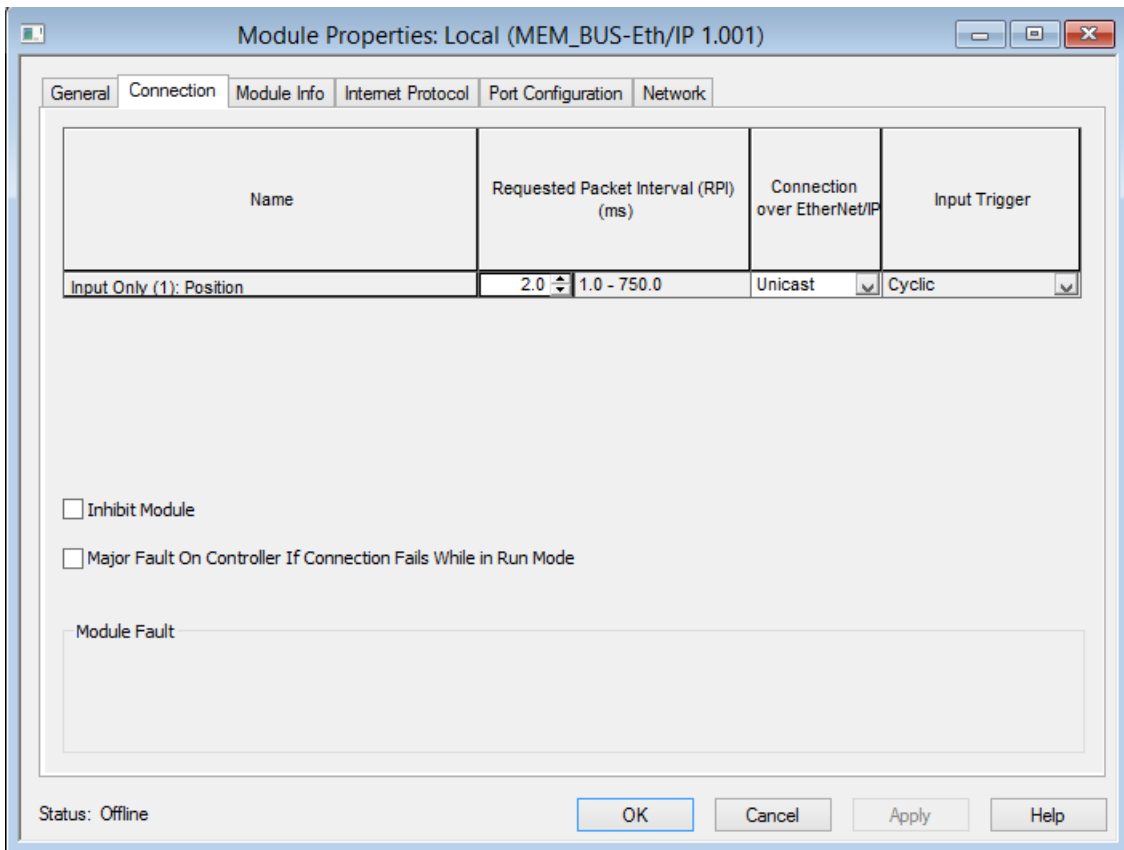 Module Properties: Local (MEM_BUS-Eth/IP 1.001)
General Connection Module Info Internet Protocol Port Configuration Network
Name
Requested Packet Interval (RPI)
(ms)
Connection
over EtherNet/IP
Input Trigger
Input Only (1): Position 2.0 1.0 - 750.0 Unicast Cyclic
Inhibit Module
Major Fault On Controller If Connection Fails While in Run Mode
Module Fault
Status: Offline OK Cancel Apply Help